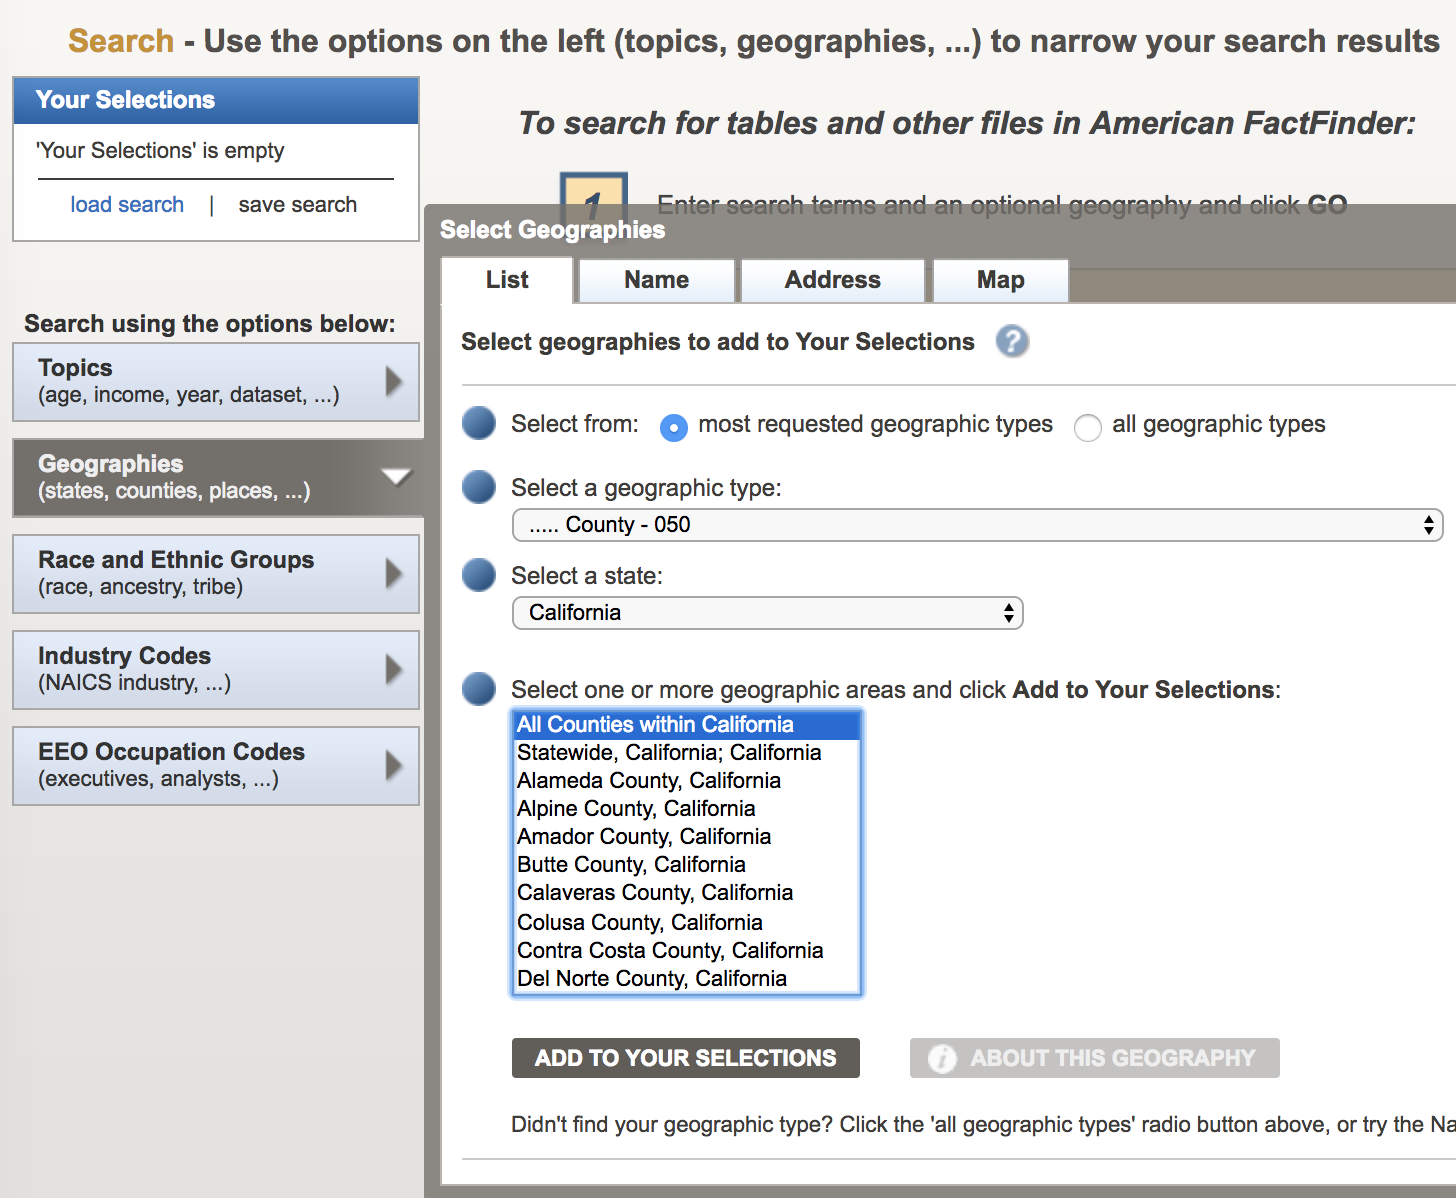 Search - Use the options on the left (topics, geographies, ...) to narrow your search results
Your Selections
'Your Selections' is empty
load search | save search
To search for tables and other files in American FactFinder:
1
Enter search terms and an optional geography and click GO
Search using the options below:
Topics
(age, income, year, dataset, ...)
Geographies
(states, counties, places, ...)
Race and Ethnic Groups
(race, ancestry, tribe)
Industry Codes
(NAICS industry, ...)
EEO Occupation Codes
(executives, analysts, ...)
Select Geographies
List
Name
Address
Map
Select geographies to add to Your Selections ?
Select from: most requested geographic types all geographic types
Select a geographic type:
..... County - 050
Select a state:
California
Select one or more geographic areas and click Add to Your Selections:
All Counties within California
Statewide, California; California
Alameda County, California
Alpine County, California
Amador County, California
Butte County, California
Calaveras County, California
Colusa County, California
Contra Costa County, California
Del Norte County, California
ADD TO YOUR SELECTIONS
i ABOUT THIS GEOGRAPHY
Didn't find your geographic type? Click the 'all geographic types' radio button above, or try the Na